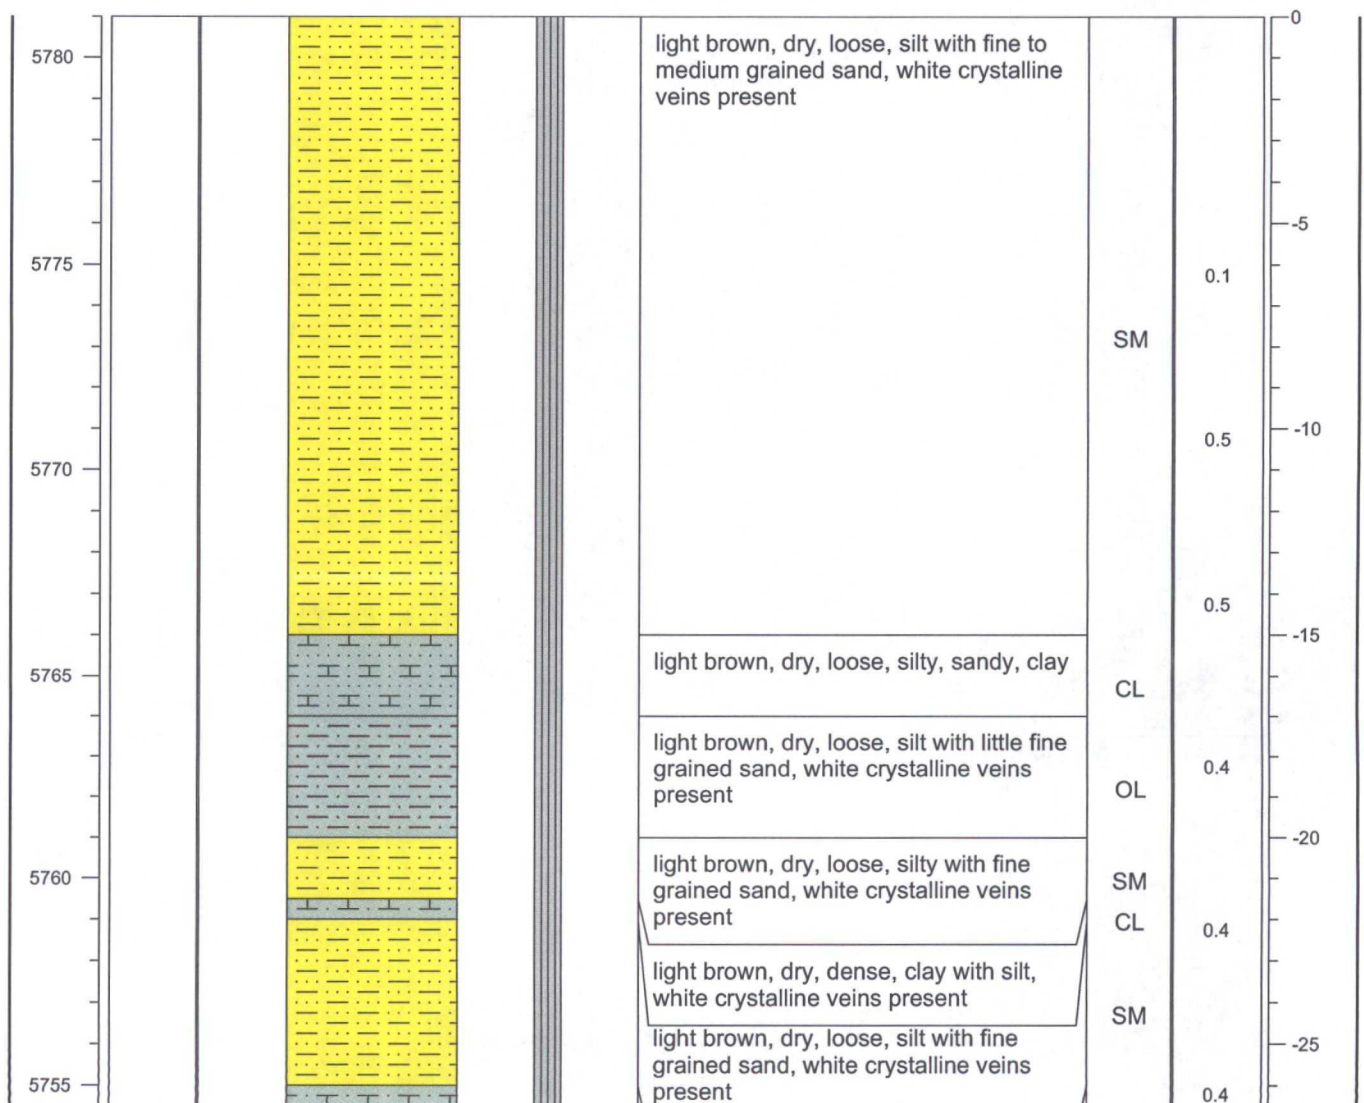 0
5780
light brown, dry, loose, silt with fine to
medium grained sand, white crystalline
veins present
-5
5775
0.1
SM
-10
0.5
5770
0.5
-15
light brown, dry, loose, silty, sandy, clay
5765
CL
light brown, dry, loose, silt with little fine
grained sand, white crystalline veins
present
0.4
OL
-20
light brown, dry, loose, silty with fine
grained sand, white crystalline veins
present
5760
SM
CL
0.4
light brown, dry, dense, clay with silt,
white crystalline veins present
SM
light brown, dry, loose, silt with fine
grained sand, white crystalline veins
present
-25
5755
0.4